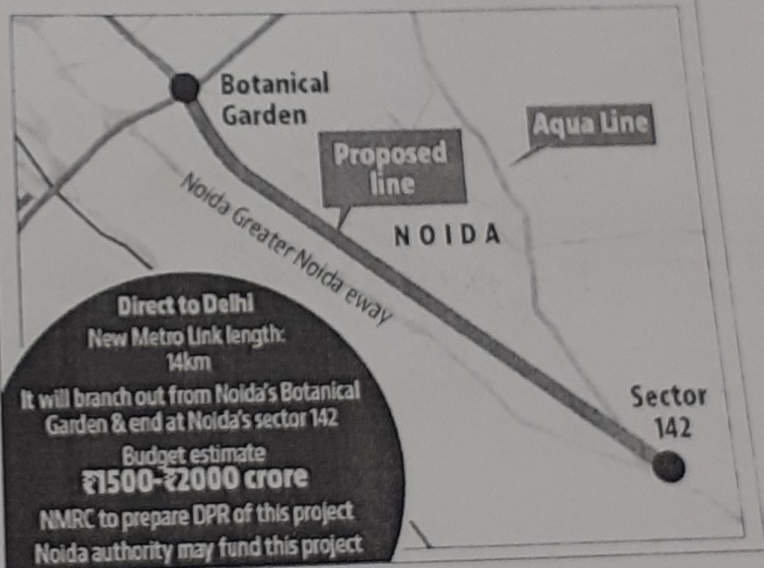 Botanical
Garden
Aqua Line
Proposed
line
NOIDA
Noida Greater Noida eway
Direct to Delhi
New Metro Link length:
14km
It will branch out from Noida's Botanical
Garden & end at Noida's sector 142
Budget estimate
₹1500-₹2000 crore
NMRC to prepare DPR of this project
Noida authority may fund this project
Sector
142